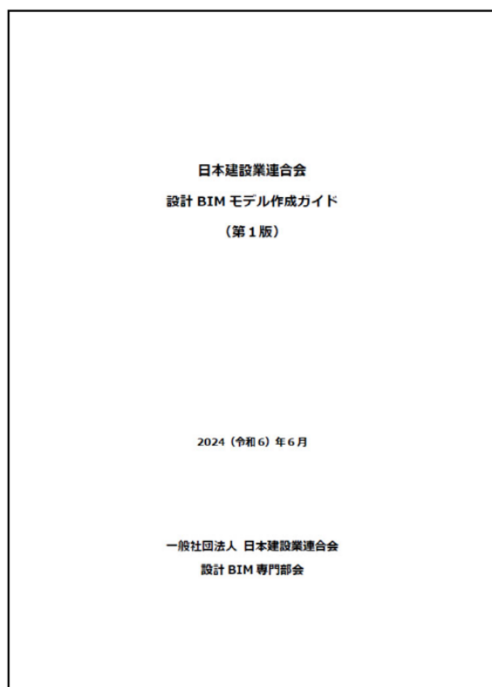 日本建設業連合会
設計 BIM モデル作成ガイド
（第１版）
2024（令和６）年６月
一般社団法人 日本建設業連合会
設計 BIM 専門部会